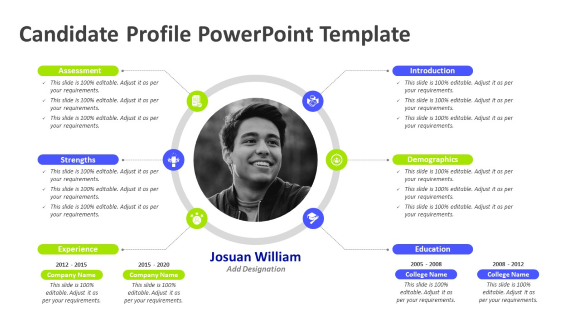 Candidate Profile PowerPoint Template
Assessment
✓ This slide is 100% editable. Adjust it as per
your requirements.
✓ This slide is 100% editable. Adjust it as per
your requirements.
✓ This slide is 100% editable. Adjust it as per
your requirements.
Strengths
✓ This slide is 100% editable. Adjust it as per
your requirements.
✓ This slide is 100% editable. Adjust it as per
your requirements.
✓ This slide is 100% editable. Adjust it as per
your requirements.
Experience
2012 - 2015
Company Name
This slide is 100%
editable. Adjust it as
per your requirements.
2015 - 2020
Company Name
This slide is 100%
editable. Adjust it as
per your requirements.
Josuan William
Add Designation
Introduction
✓ This slide is 100% editable. Adjust it as per
your requirements.
✓ This slide is 100% editable. Adjust it as per
your requirements.
✓ This slide is 100% editable. Adjust it as per
your requirements.
Demographics
✓ This slide is 100% editable. Adjust it as per
your requirements.
✓ This slide is 100% editable. Adjust it as per
your requirements.
✓ This slide is 100% editable. Adjust it as per
your requirements.
Education
2005 - 2008
College Name
This slide is 100%
editable. Adjust it as
per your requirements.
2008 - 2012
College Name
This slide is 100%
editable. Adjust it as
per your requirements.